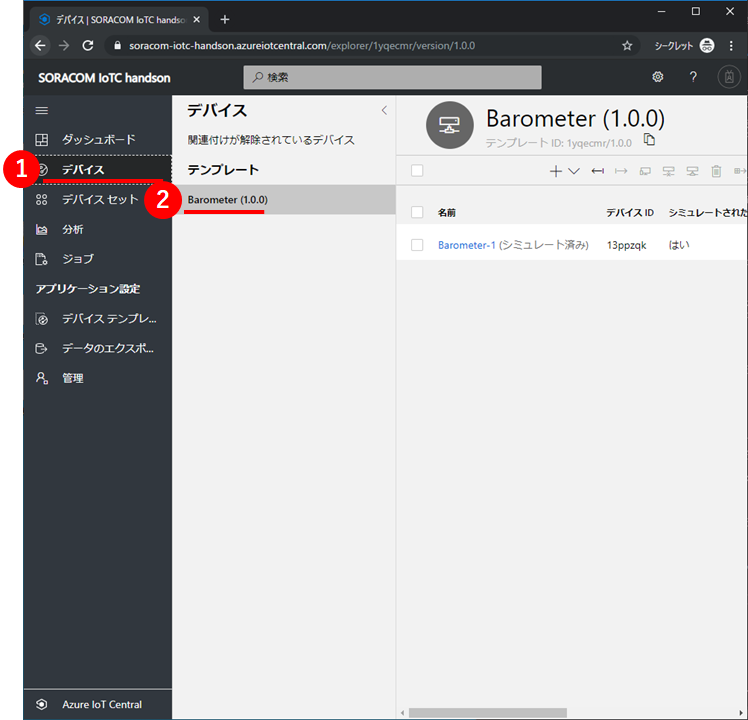 デバイス | SORACOM IoTC handso
soracom-iotc-handson.azureiotcentral.com/explorer/1yqecmr/version/1.0.0
シークレット
SORACOM IoTC handson
検索
ダッシュボード
1
デバイス
デバイス セット
分析
ジョブ
アプリケーション設定
デバイス テンプレ...
データのエクスポ...
管理
Azure IoT Central
デバイス
関連付けが解除されているデバイス
テンプレート
2
Barometer (1.0.0)
Barometer (1.0.0)
テンプレート ID: 1yqecmr/1.0.0
名前 デバイス ID シミュレートされた
Barometer-1 (シミュレート済み) 13ppzqk はい